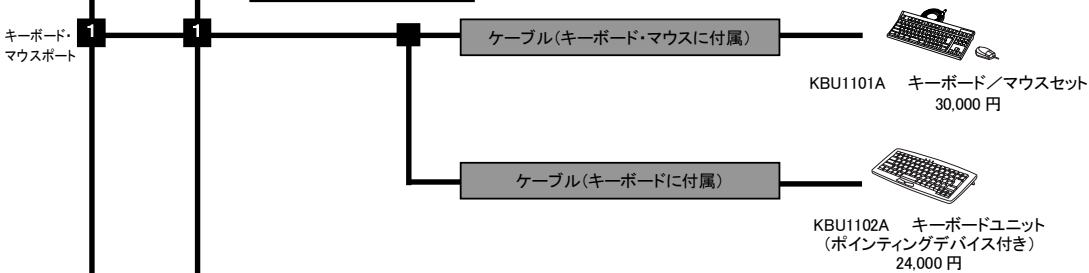 キーボード・
マウスポート
1
1
ケーブル（キーボード・マウスに付属）
KBU1101A　キーボード／マウスセット
30,000 円
ケーブル（キーボードに付属）
KBU1102A　キーボードユニット
（ポインティングデバイス付き）
24,000 円